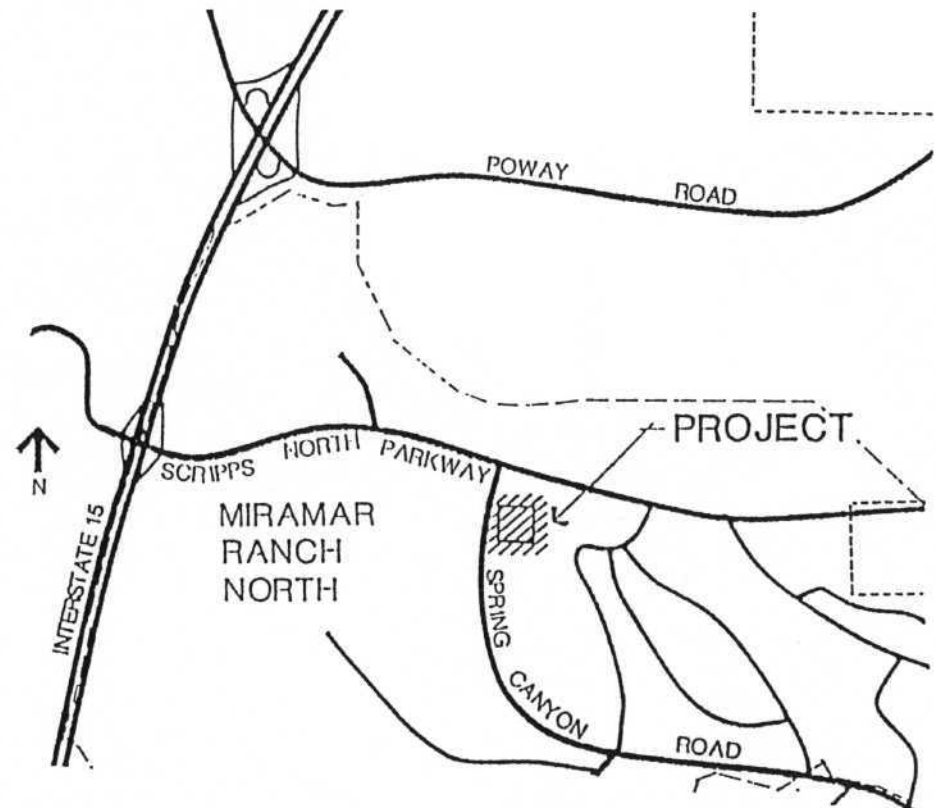 POWAY ROAD
PROJECT
SCRIPPS NORTH PARKWAY
N
MIRAMAR
RANCH
NORTH
INTERSTATE 15
SPRING CANYON ROAD